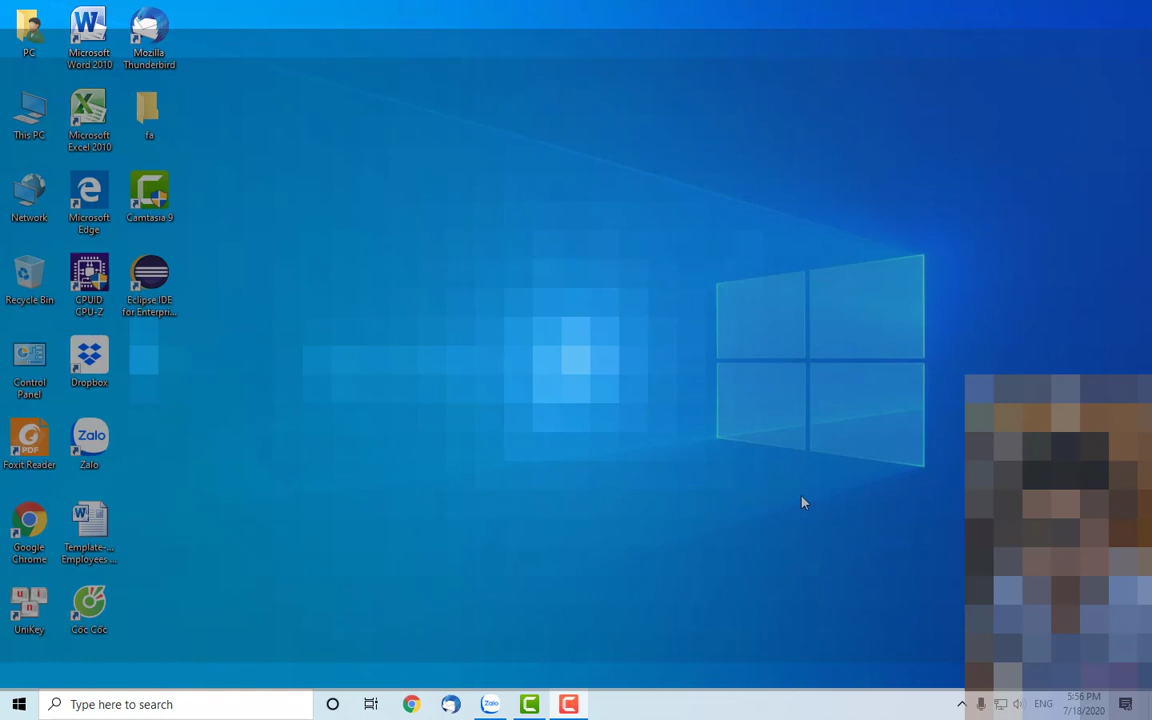 PC
Microsoft
Word 2010
Mozilla
Thunderbird
This PC
Microsoft
Excel 2010
fa
Network
Microsoft
Edge
Camtasia 9
Recycle Bin
CPUID
CPU-Z
Eclipse IDE
for Enterpri...
Control
Panel
Dropbox
PDF
Foxit Reader
Zalo
Zalo
Google
Chrome
Template-...
Employees ...
u i
n
UniKey
Cốc Cốc
Type here to search
Zalo
ENG
5:56 PM
7/18/2020